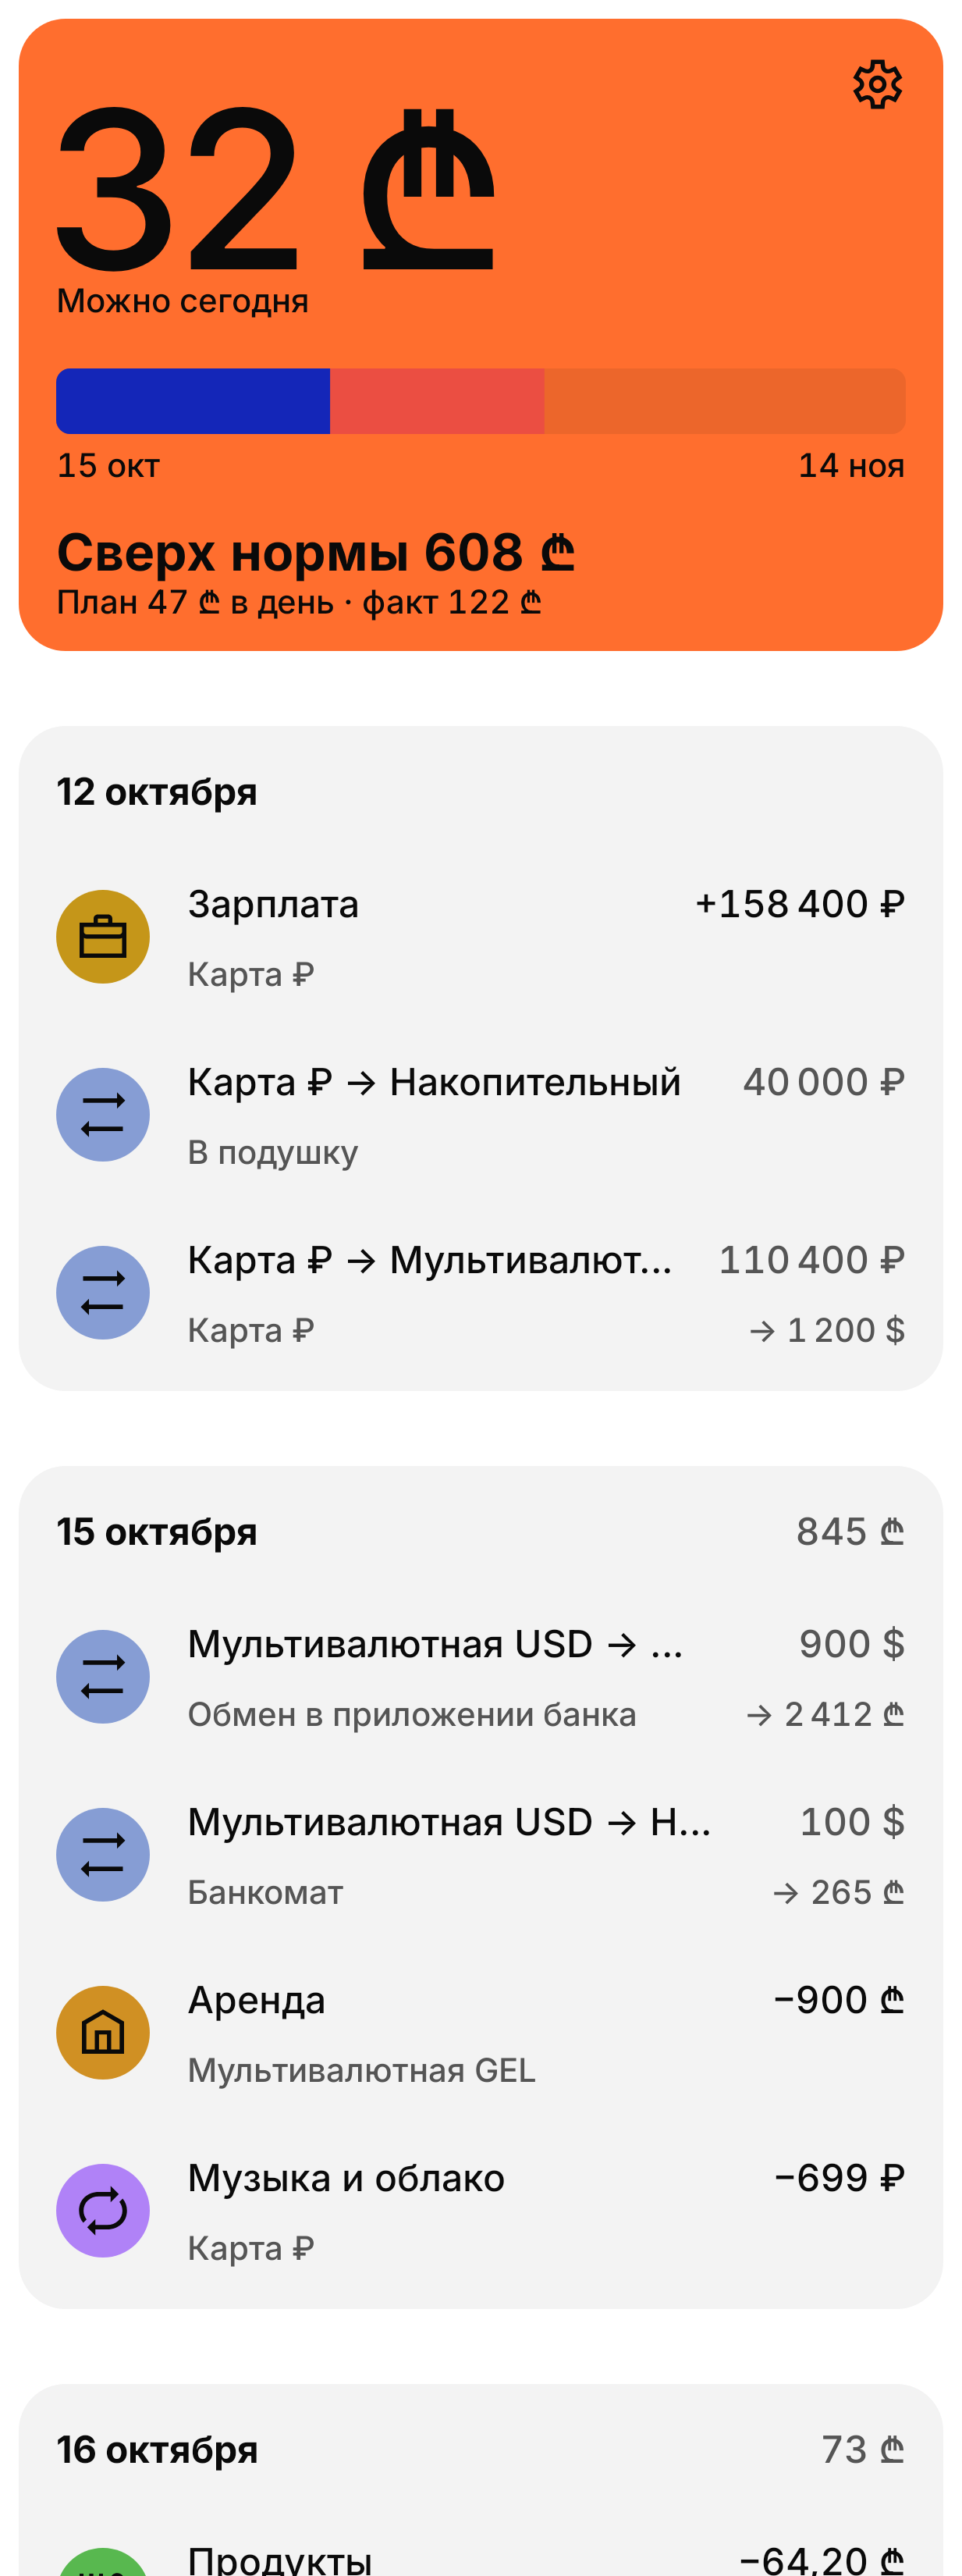 32 ₾
Можно сегодня
15 окт
14 ноя
Сверх нормы 608 ₾
План 47 ₾ в день · факт 122 ₾
12 октября
Зарплата
+158 400 ₽
Карта ₽
Карта ₽ → Накопительный
40 000 ₽
В подушку
Карта ₽ → Мультивалют…
110 400 ₽
Карта ₽
→ 1 200 $
15 октября
845 ₾
Мультивалютная USD → …
900 $
Обмен в приложении банка
→ 2 412 ₾
Мультивалютная USD → Н…
100 $
Банкомат
→ 265 ₾
Аренда
−900 ₾
Мультивалютная GEL
Музыка и облако
−699 ₽
Карта ₽
16 октября
73 ₾
Продукты
−64,20 ₾